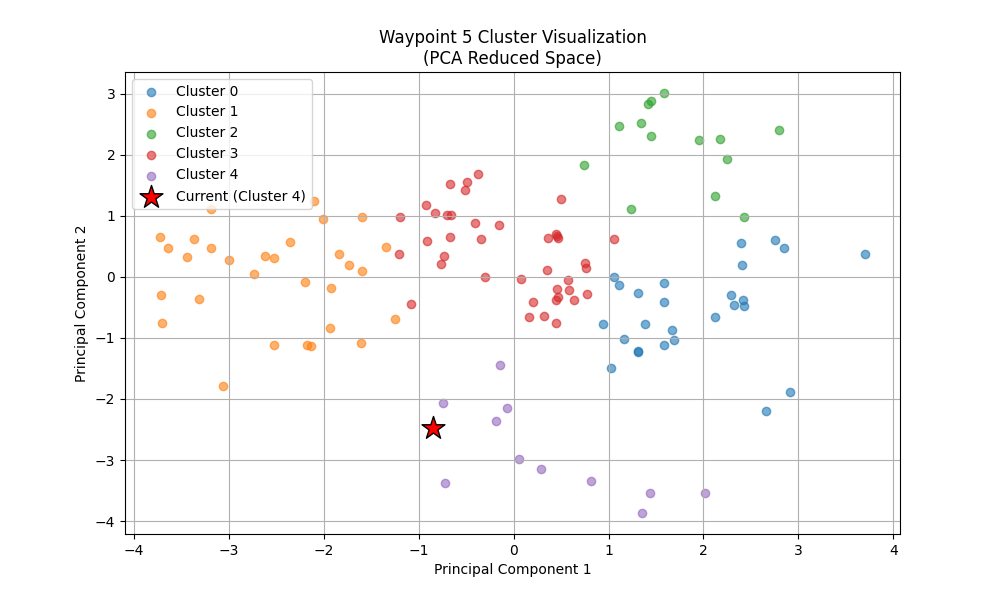 Waypoint 5 Cluster Visualization
(PCA Reduced Space)
Cluster 0
Cluster 1
Cluster 2
Cluster 3
Cluster 4
Current (Cluster 4)
Principal Component 2
3
2
1
0
−1
−2
−3
−4
−4 −3 −2 −1 0 1 2 3 4
Principal Component 1